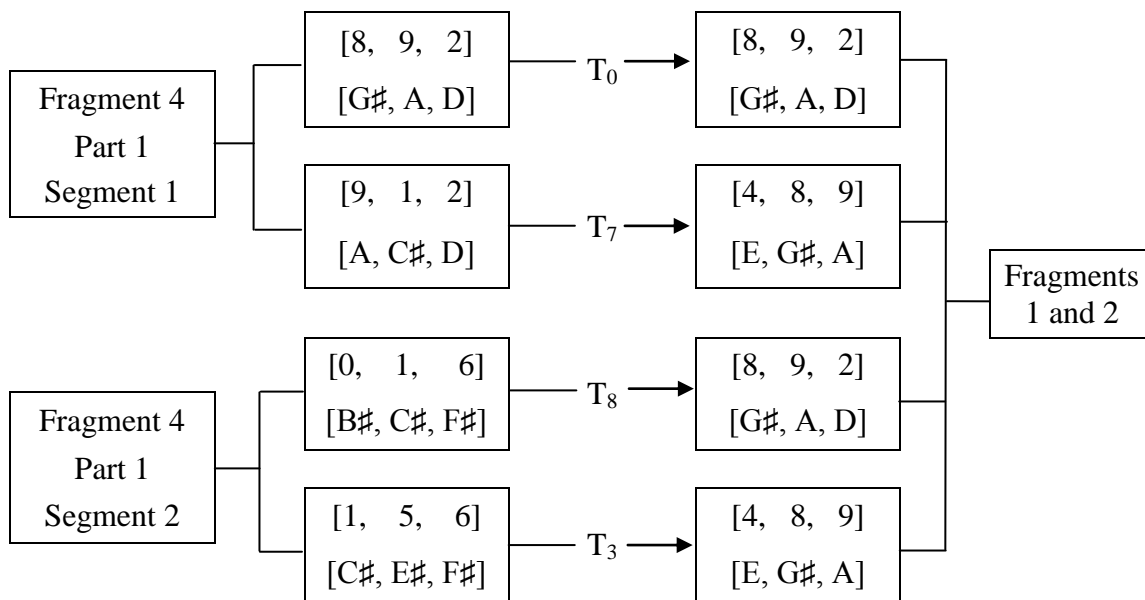 Fragment 4
Part 1
Segment 1
[8, 9, 2]
[G♯, A, D]
T₀
[8, 9, 2]
[G♯, A, D]
[9, 1, 2]
[A, C♯, D]
T₇
[4, 8, 9]
[E, G♯, A]
Fragment 4
Part 1
Segment 2
[0, 1, 6]
[B♯, C♯, F♯]
T₈
[8, 9, 2]
[G♯, A, D]
[1, 5, 6]
[C♯, E♯, F♯]
T₃
[4, 8, 9]
[E, G♯, A]
Fragments
1 and 2